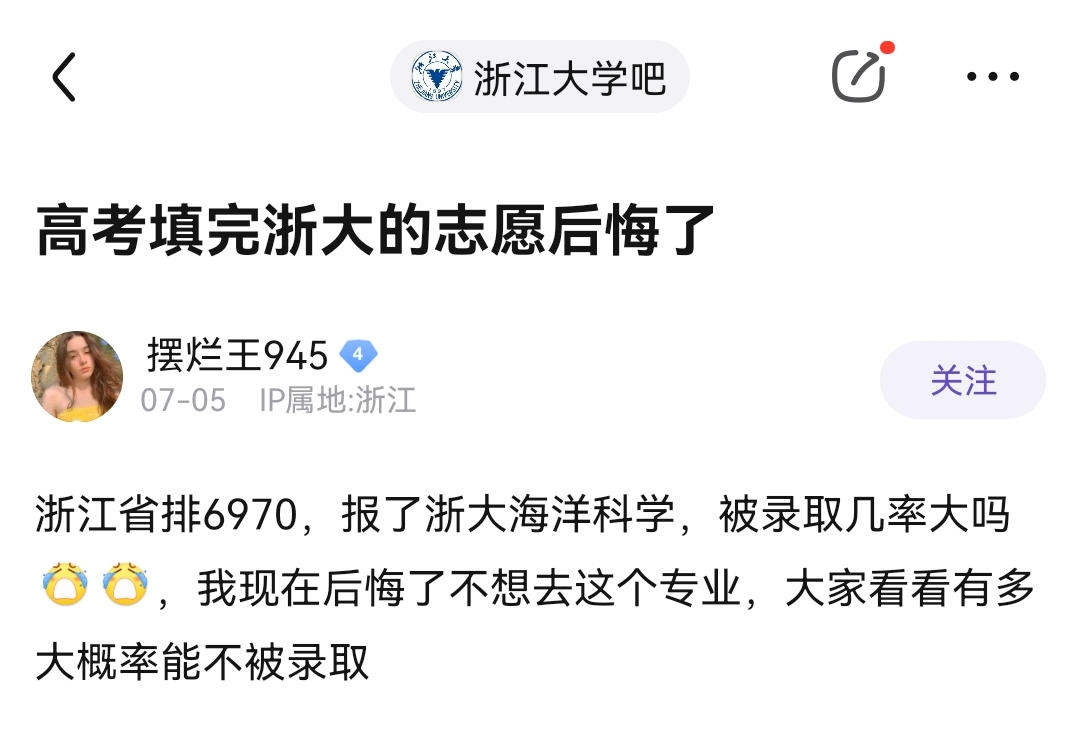 浙江大学吧
高考填完浙大的志愿后悔了
摆烂王945 4
07-05 IP属地:浙江
关注
浙江省排6970，报了浙大海洋科学，被录取几率大吗
，我现在后悔了不想去这个专业，大家看看有多
大概率能不被录取